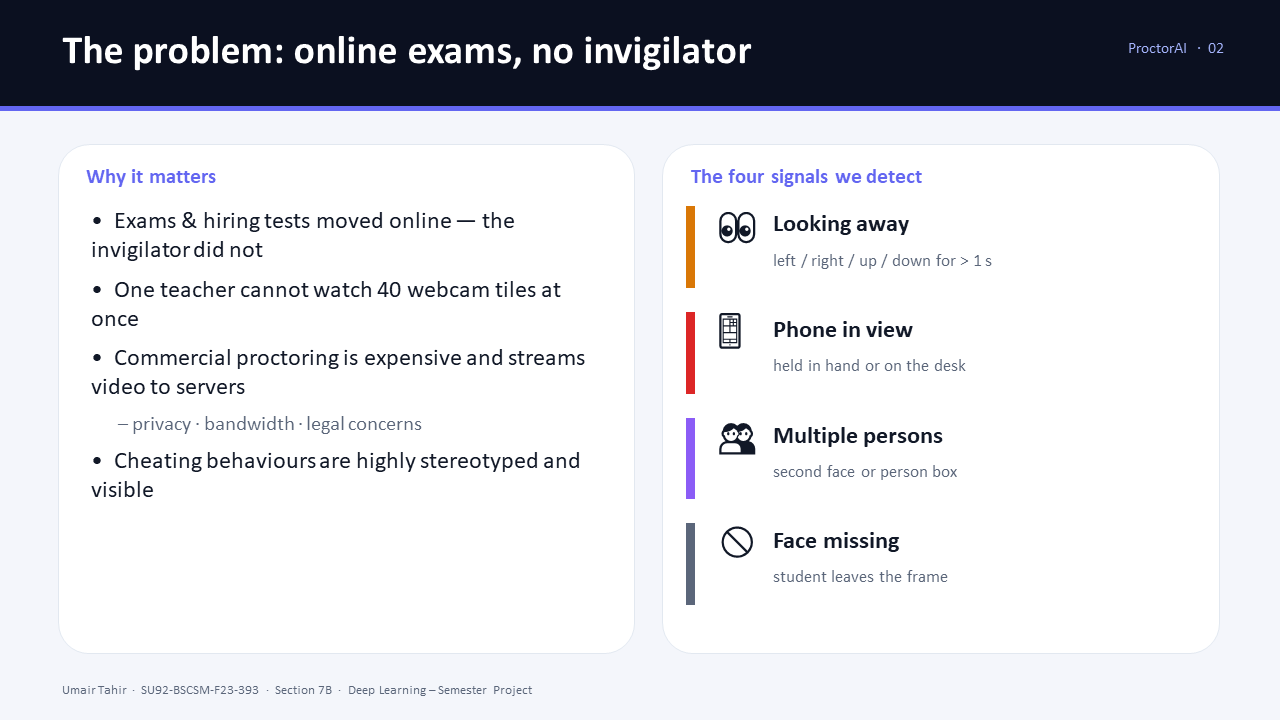 The problem: online exams, no invigilator
ProctorAI · 02
Why it matters
• Exams & hiring tests moved online — the
invigilator did not
• One teacher cannot watch 40 webcam tiles at
once
• Commercial proctoring is expensive and streams
video to servers
– privacy · bandwidth · legal concerns
• Cheating behaviours are highly stereotyped and
visible
The four signals we detect
Looking away
left / right / up / down for > 1 s
Phone in view
held in hand or on the desk
Multiple persons
second face or person box
Face missing
student leaves the frame
Umair Tahir · SU92-BSCSM-F23-393 · Section 7B · Deep Learning – Semester Project